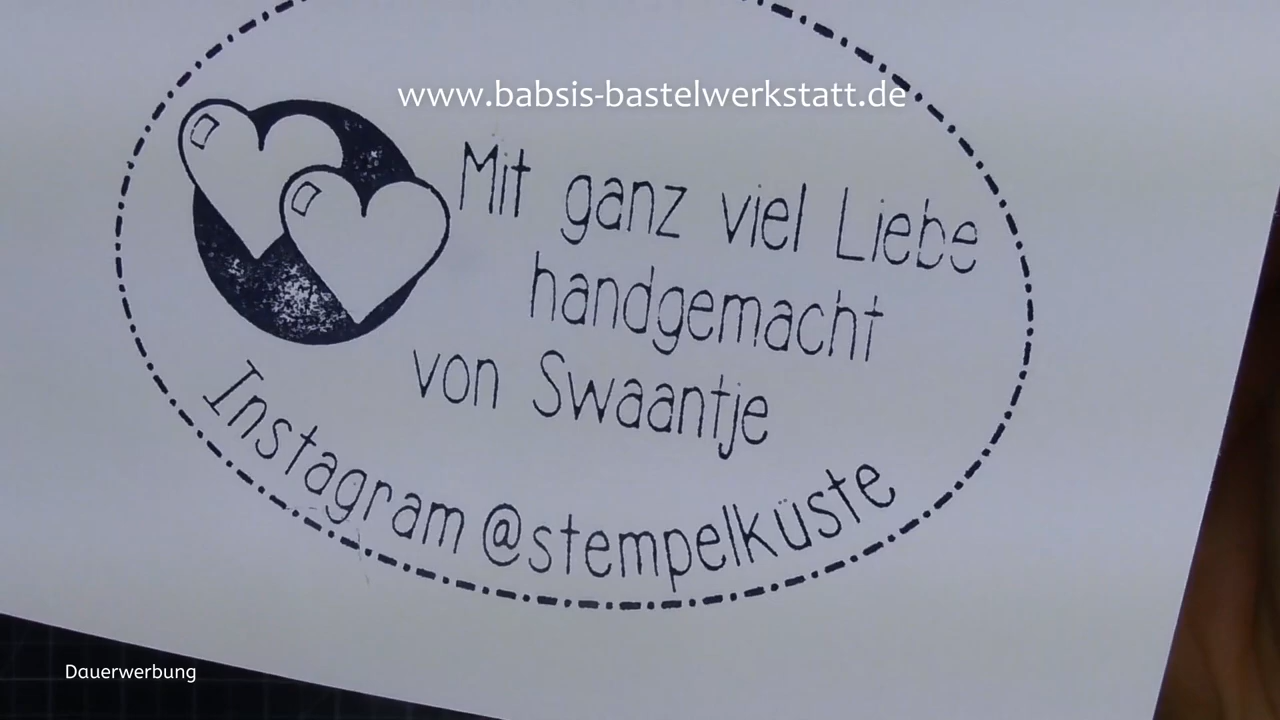 www.babsis-bastelwerkstatt.de
Mit ganz viel Liebe
handgemacht
von Swaantje
Instagram @stempelküste
Dauerwerbung